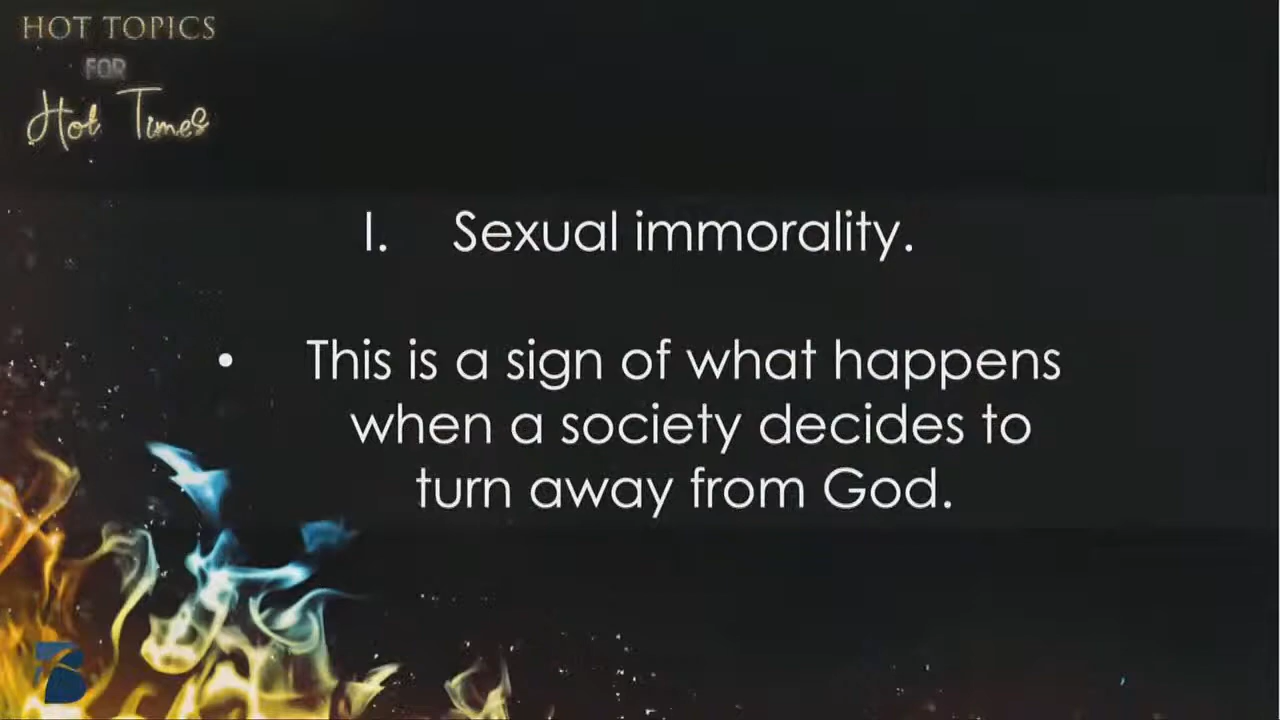 HOT TOPICS
FOR
Hot Times
I. Sexual immorality.
• This is a sign of what happens
when a society decides to
turn away from God.